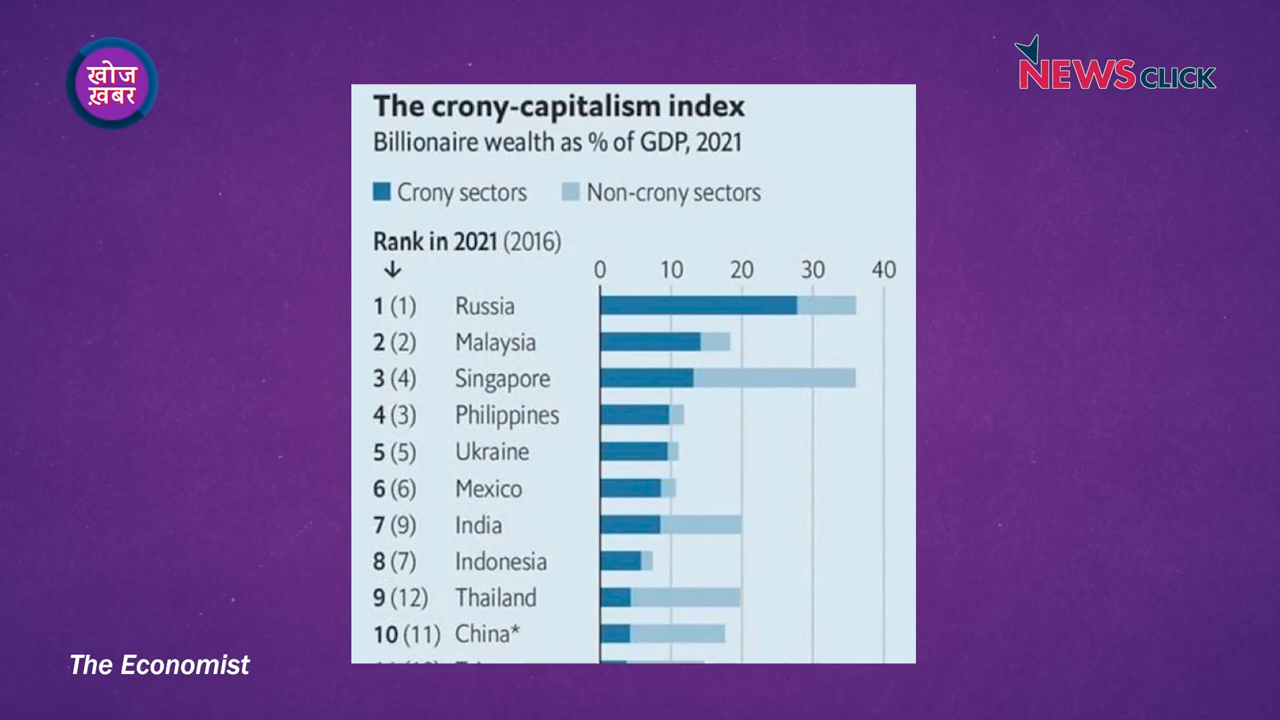 खोज
ख़बर
NEWSCLICK
The crony-capitalism index
Billionaire wealth as % of GDP, 2021
Crony sectors Non-crony sectors
Rank in 2021 (2016)
↓ 0 10 20 30 40
1 (1) Russia
2 (2) Malaysia
3 (4) Singapore
4 (3) Philippines
5 (5) Ukraine
6 (6) Mexico
7 (9) India
8 (7) Indonesia
9 (12) Thailand
10 (11) China*
The Economist